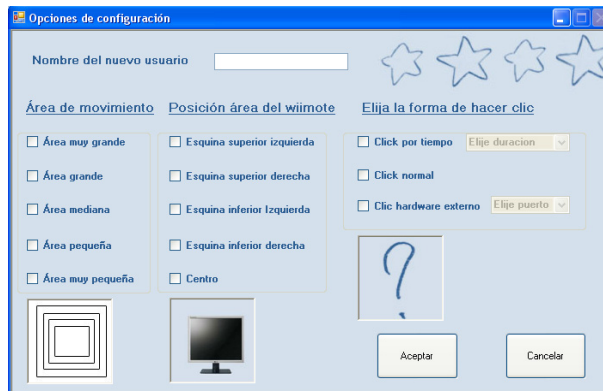 Opciones de configuración
Nombre del nuevo usuario
Área de movimiento
Posición área del wiimote
Elija la forma de hacer clic
Área muy grande
Área grande
Área mediana
Área pequeña
Área muy pequeña
Esquina superior izquierda
Esquina superior derecha
Esquina inferior Izquierda
Esquina inferior derecha
Centro
Click por tiempo
Elije duracion
Click normal
Clic hardware externo
Elije puerto
Aceptar
Cancelar